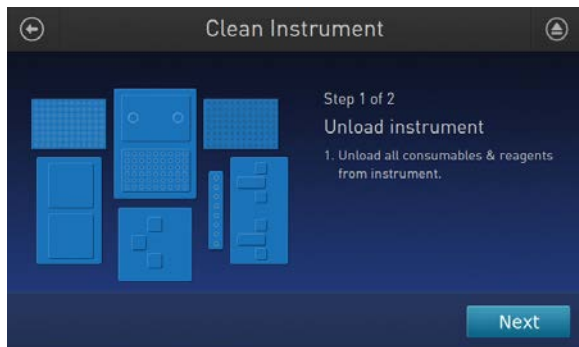 Clean Instrument
Step 1 of 2
Unload instrument
1. Unload all consumables & reagents
from instrument.
Next